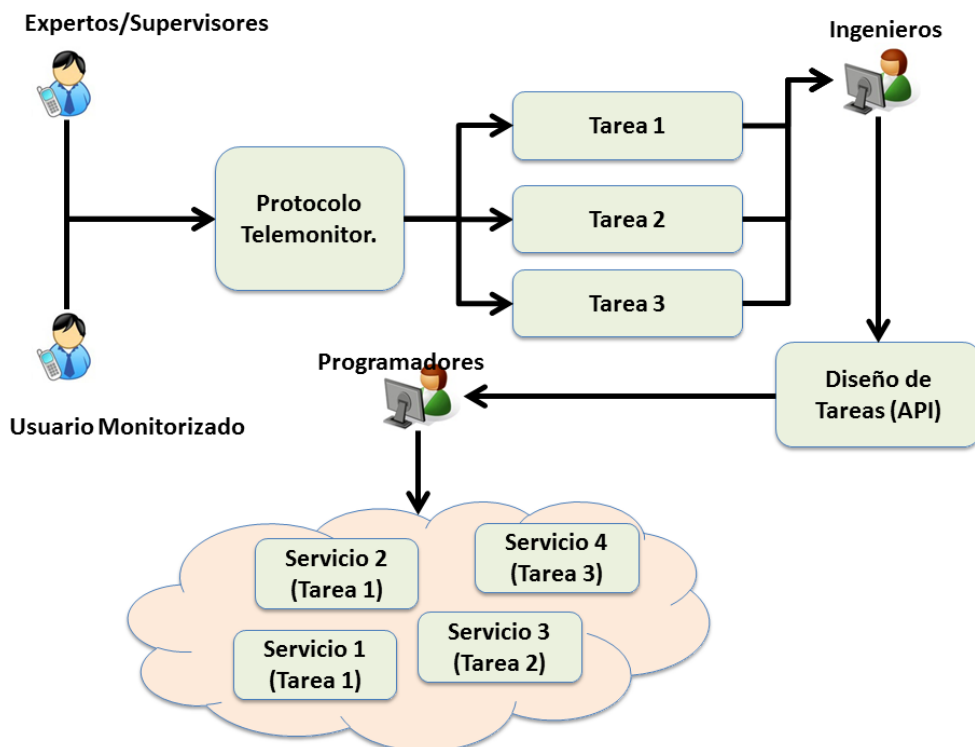 Expertos/Supervisores
Ingenieros
Tarea 1
Protocolo
Telemonitor.
Tarea 2
Tarea 3
Programadores
Diseño de
Tareas (API)
Usuario Monitorizado
Servicio 2
(Tarea 1)
Servicio 4
(Tarea 3)
Servicio 1
(Tarea 1)
Servicio 3
(Tarea 2)